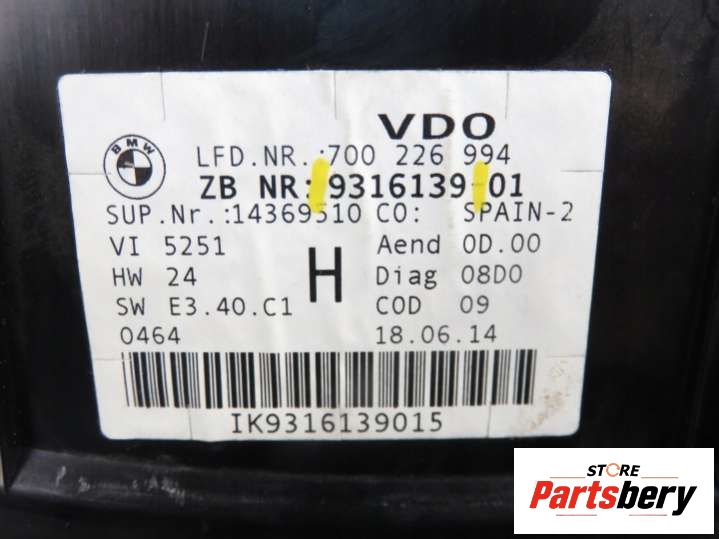 BMW
VDO
LFD.NR.:700 226 994
ZB NR: 9316139-01
SUP.Nr.:14369510 CO: SPAIN-2
VI 5251
Aend 0D.00
HW 24
H
Diag 08D0
SW E3.40.C1
COD 09
0464
18.06.14
IK9316139015
STORE
Partsbery